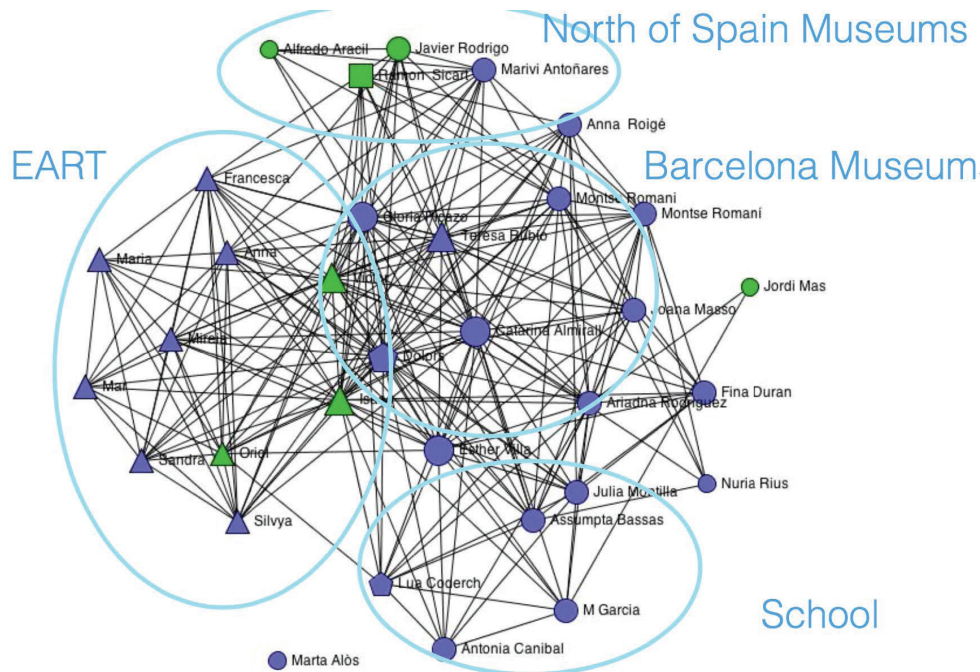 North of Spain Museums
Alfredo Aracil
Javier Rodrigo
Ramon Sicart
Marivi Antoñares
Anna Roigé
EART
Barcelona Museums
Francesca
Montse Romani
Montse Romaní
Gloria Picazo
Teresa Rubio
Anna
Maria
Jordi Mas
Joana Masso
Catarina Almirall
Mireia
Dolors
Mar
Fina Duran
Ariadna Rodriguez
Oriol
Esther Villa
Sandra
Nuria Rius
Julia Montilla
Silvya
Assumpta Bassas
Lua Coderch
M Garcia
School
Antonia Canibal
Marta Alòs